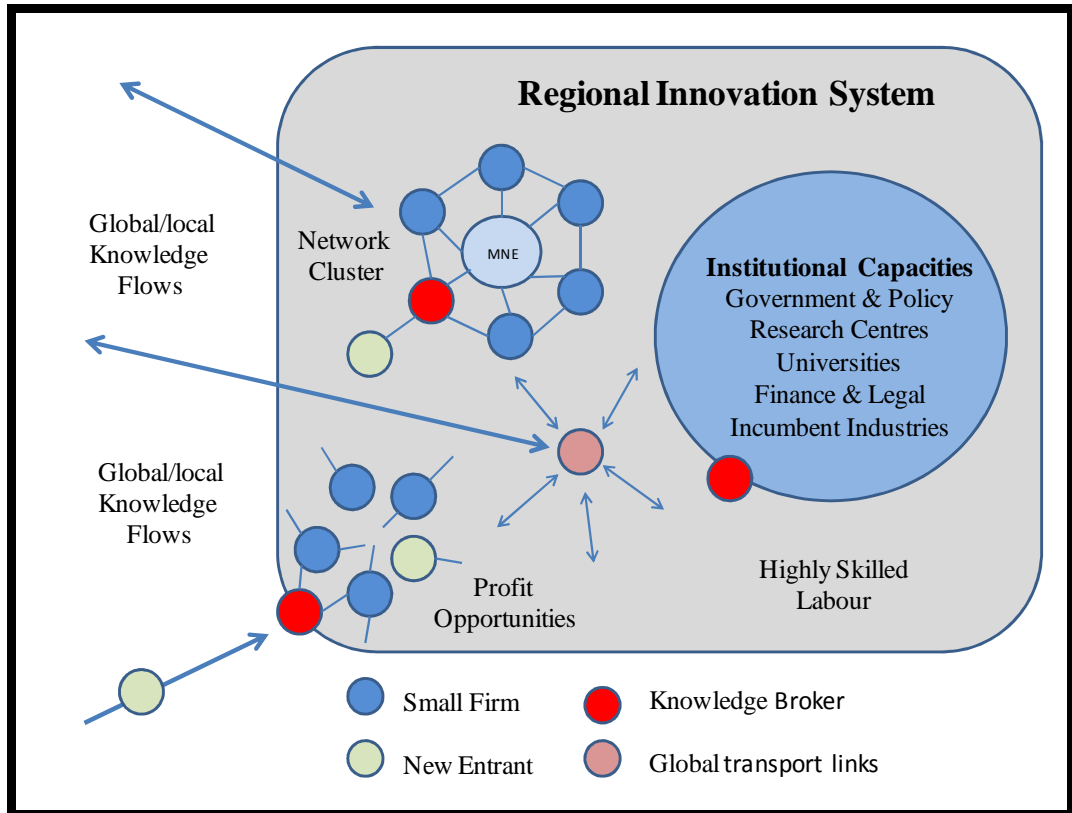 Regional Innovation System
Global/local
Knowledge
Flows
Network
Cluster
MNE
Institutional Capacities
Government & Policy
Research Centres
Universities
Finance & Legal
Incumbent Industries
Global/local
Knowledge
Flows
Profit
Opportunities
Highly Skilled
Labour
Small Firm
Knowledge Broker
New Entrant
Global transport links